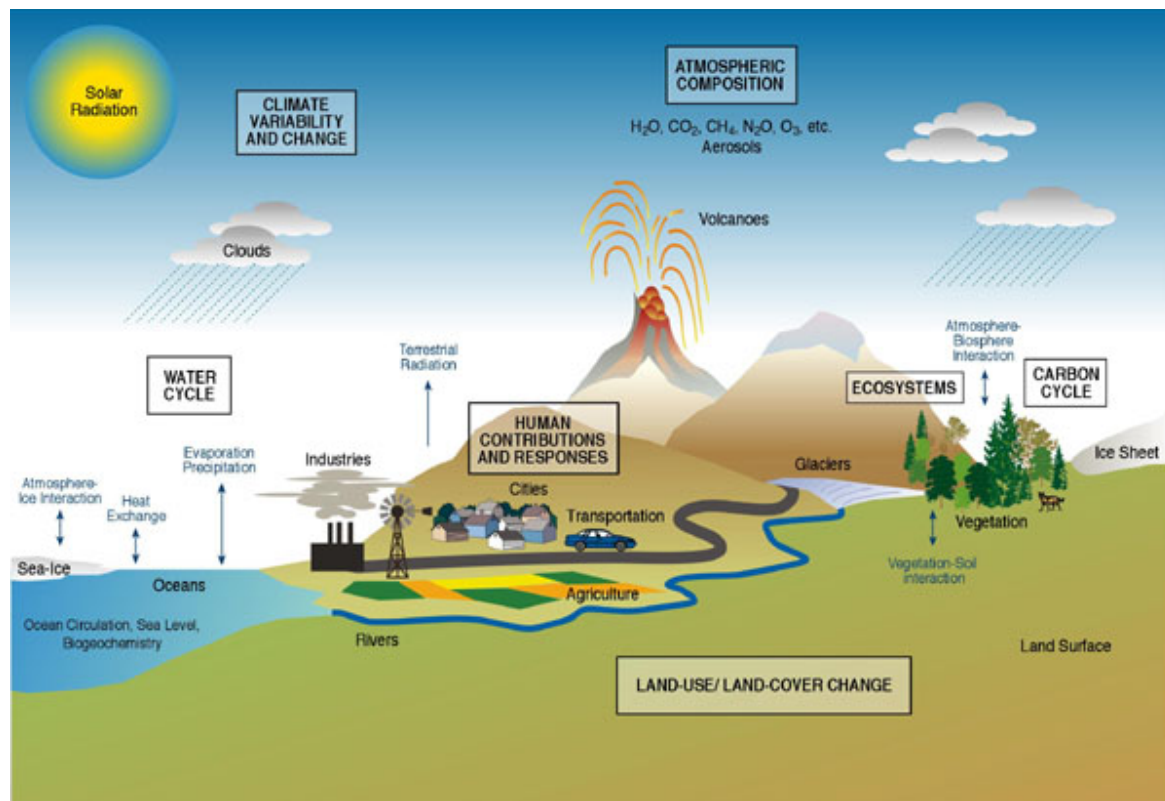 Solar
Radiation
CLIMATE
VARIABILITY
AND CHANGE
ATMOSPHERIC
COMPOSITION
H₂O, CO₂, CH₄, N₂O, O₃, etc.
Aerosols
Volcanoes
Clouds
Terrestrial
Radiation
Atmosphere-
Biosphere
Interaction
WATER
CYCLE
ECOSYSTEMS
CARBON
CYCLE
HUMAN
CONTRIBUTIONS
AND RESPONSES
Evaporation
Precipitation
Industries
Glaciers
Ice Sheet
Atmosphere-
Ice Interaction
Heat
Exchange
Cities
Transportation
Vegetation
Sea-Ice
Oceans
Vegetation-Soil
interaction
Agriculture
Ocean Circulation, Sea Level,
Biogeochemistry
Rivers
Land Surface
LAND-USE/ LAND-COVER CHANGE